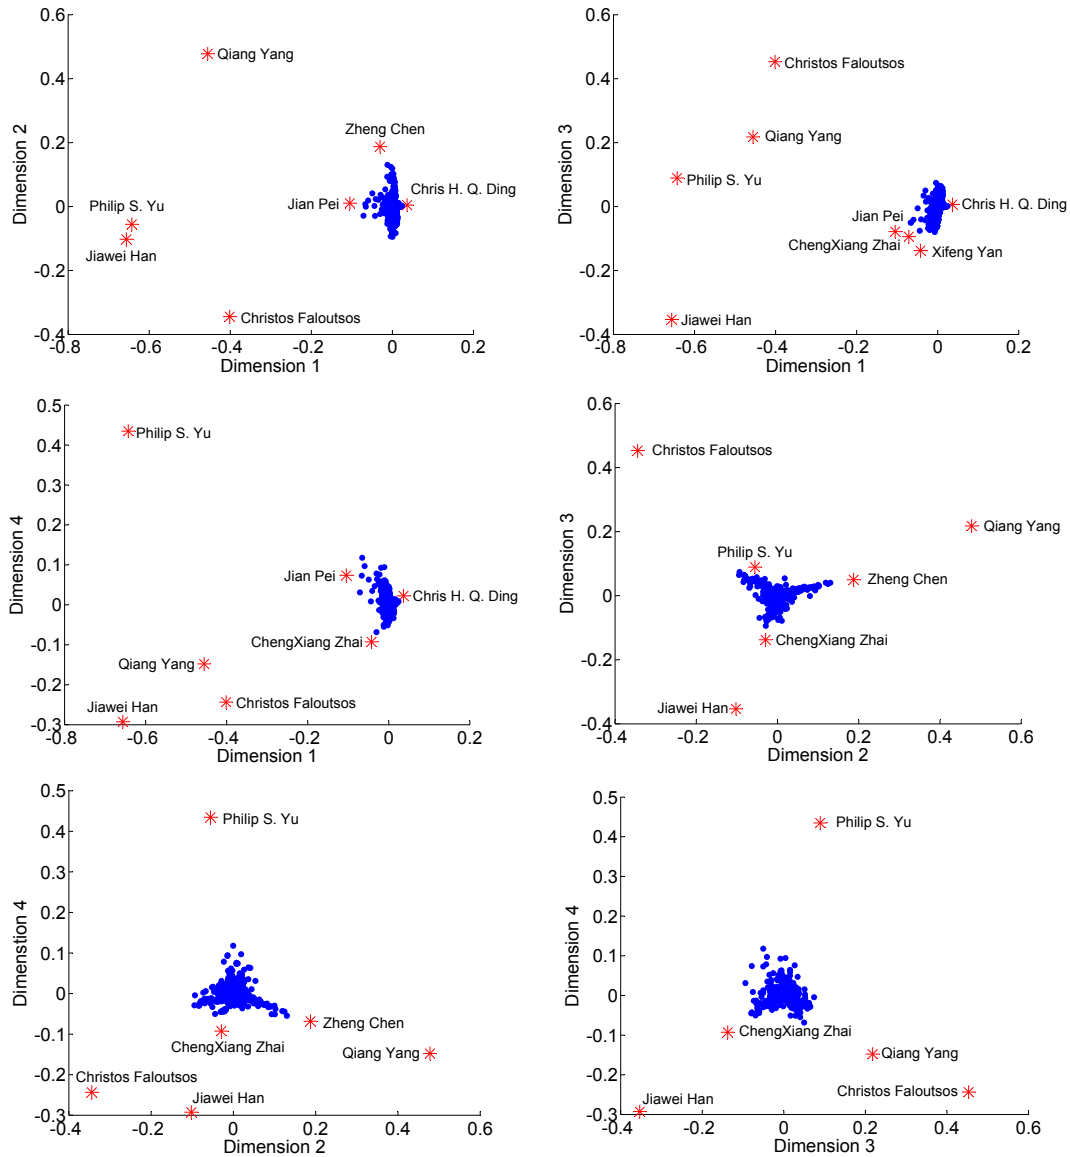 0.6
Qiang Yang
0.4
Dimension 2
0.2
Zheng Chen
Chris H. Q. Ding
Jian Pei
0
Philip S. Yu
Jiawei Han
-0.2
Christos Faloutsos
-0.4
-0.8 -0.6 -0.4 -0.2 0 0.2
Dimension 1
0.6
Christos Faloutsos
0.4
Dimension 3
Qiang Yang
0.2
Philip S. Yu
Chris H. Q. Ding
0
Jian Pei
ChengXiang Zhai
Xifeng Yan
-0.2
Jiawei Han
-0.4
-0.8 -0.6 -0.4 -0.2 0 0.2
Dimension 1
0.5
Philip S. Yu
0.4
0.3
Dimension 4
0.2
0.1
Jian Pei
Chris H. Q. Ding
0
ChengXiang Zhai
-0.1
Qiang Yang
-0.2
Christos Faloutsos
Jiawei Han
-0.3
-0.8 -0.6 -0.4 -0.2 0 0.2
Dimension 1
0.6
Christos Faloutsos
0.4
Dimension 3
Qiang Yang
0.2
Philip S. Yu
Zheng Chen
0
ChengXiang Zhai
-0.2
Jiawei Han
-0.4
-0.4 -0.2 0 0.2 0.4 0.6
Dimension 2
0.5
Philip S. Yu
0.4
0.3
Dimenstion 4
0.2
0.1
0
Zheng Chen
-0.1
ChengXiang Zhai
Qiang Yang
-0.2
Christos Faloutsos
Jiawei Han
-0.3
-0.4 -0.2 0 0.2 0.4 0.6
Dimension 2
0.5
Philip S. Yu
0.4
0.3
Dimension 4
0.2
0.1
0
ChengXiang Zhai
-0.1
Qiang Yang
-0.2
Christos Faloutsos
Jiawei Han
-0.3
-0.4 -0.2 0 0.2 0.4 0.6
Dimension 3